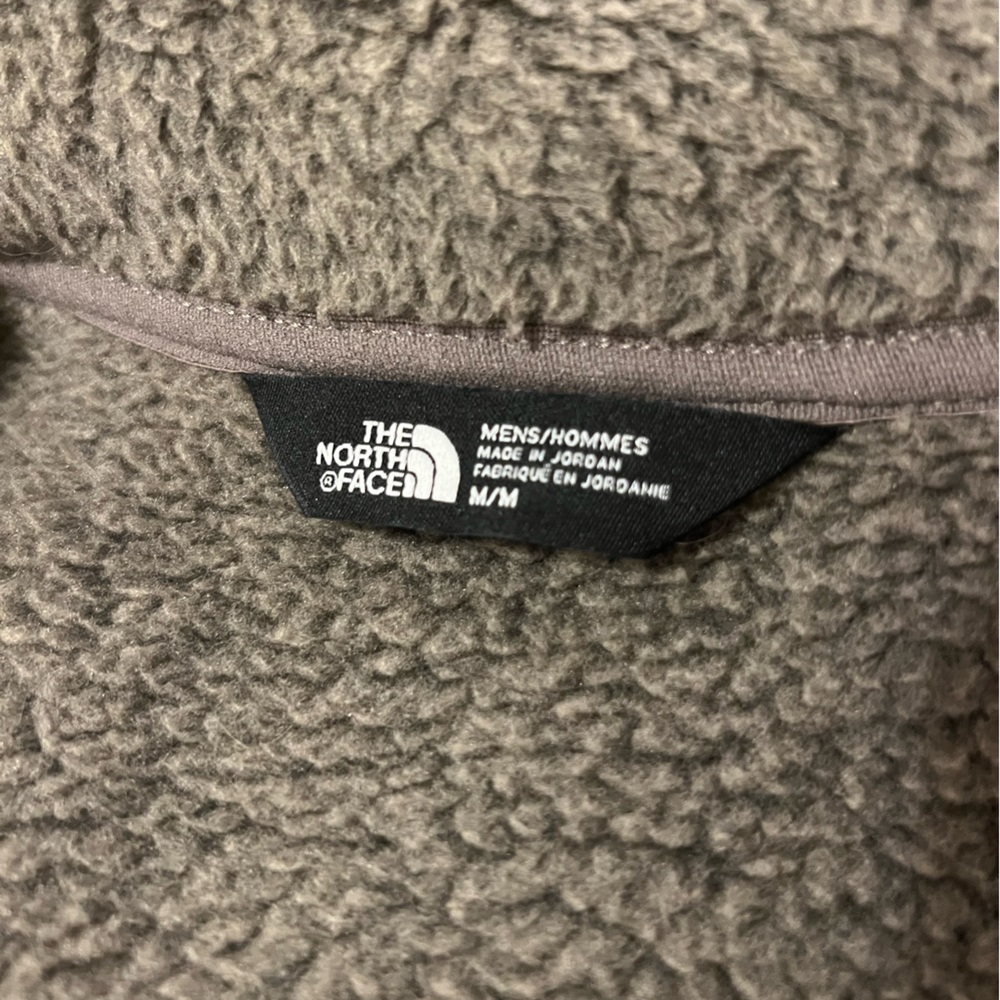 THE
NORTH
®FACE
MENS/HOMMES
MADE IN JORDAN
FABRIQUÉ EN JORDANIE
M/M